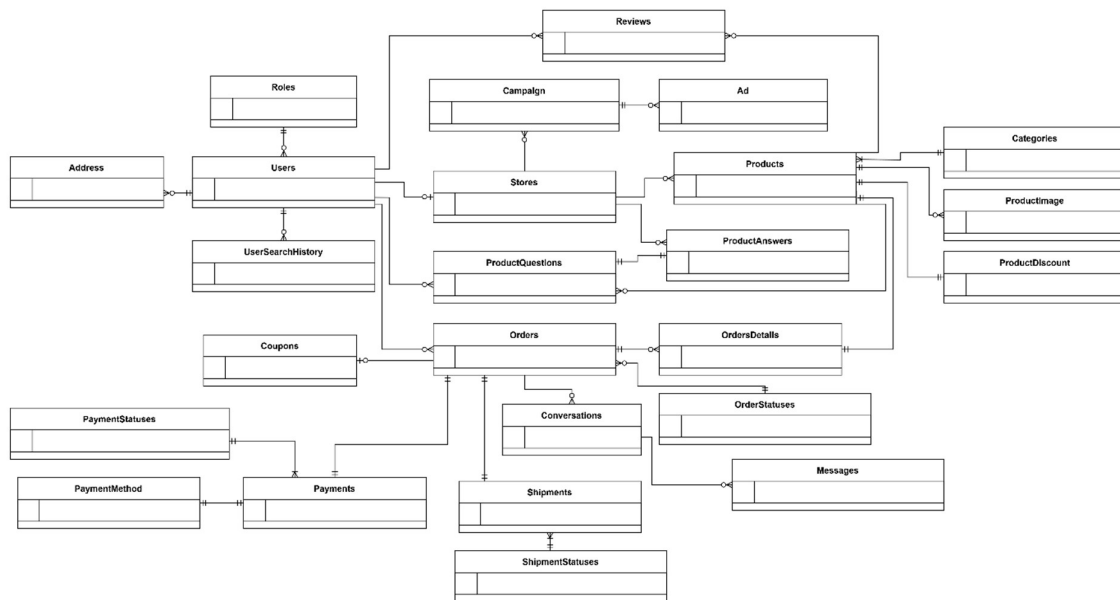 Reviews
Roles
Campaign
Ad
Categories
Address
Users
Stores
Products
ProductImage
UserSearchHistory
ProductQuestions
ProductAnswers
ProductDiscount
Coupons
Orders
OrdersDetails
PaymentStatuses
Conversations
OrderStatuses
PaymentMethod
Payments
Shipments
Messages
ShipmentStatuses